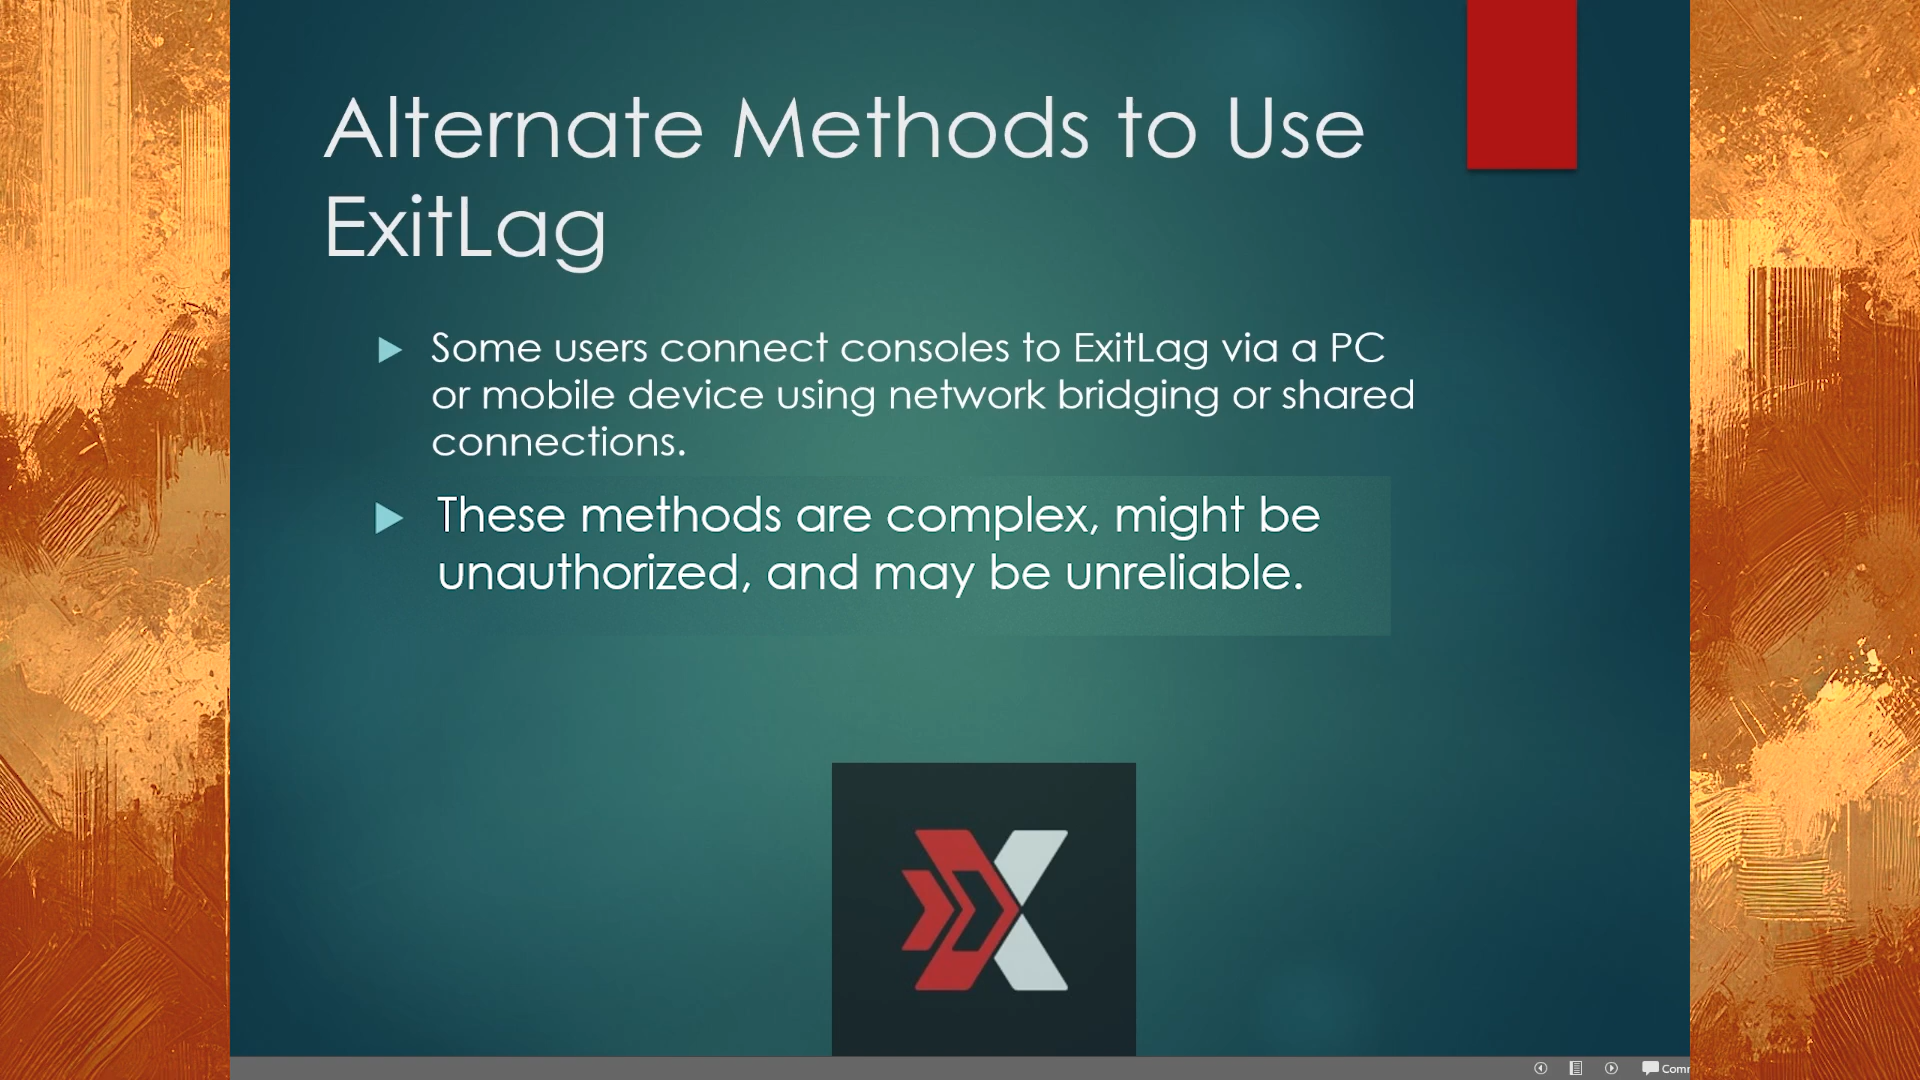 Alternate Methods to Use
ExitLag
Some users connect consoles to ExitLag via a PC
or mobile device using network bridging or shared
connections.
These methods are complex, might be
unauthorized, and may be unreliable.